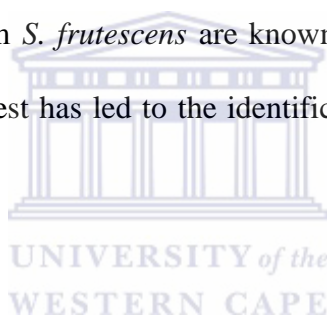 S. frutescens are known
est has led to the identific
UNIVERSITY of the
WESTERN CAPE